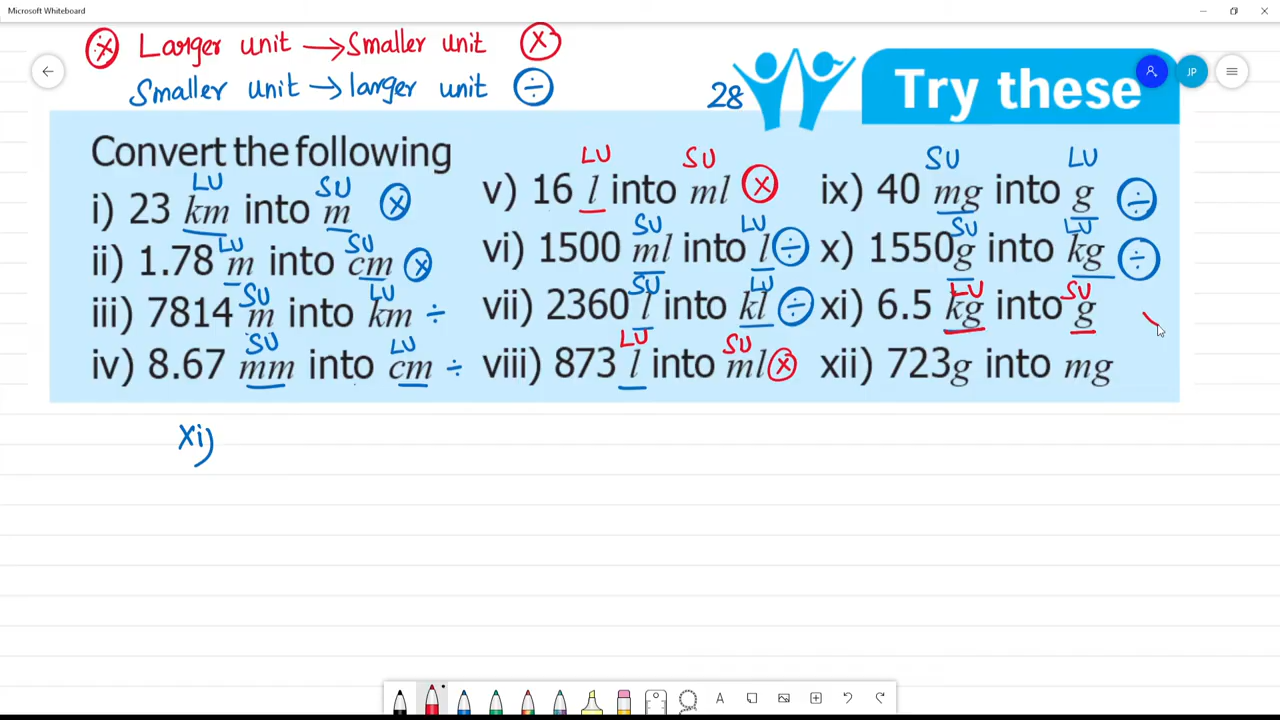 Microsoft Whiteboard
Larger unit → Smaller unit ×
Smaller unit → larger unit ÷
28
Try these
JP
Convert the following
LU SU
i) 23 km into m ×
LU SU
ii) 1.78 m into cm ×
SU LU
iii) 7814 m into km ÷
SU LU
iv) 8.67 mm into cm ÷
LU SU
v) 16 l into ml ×
SU LU
vi) 1500 ml into l ÷
SU LU
vii) 2360 l into kl ÷
LU SU
viii) 873 l into ml ×
SU LU
ix) 40 mg into g ÷
SU LU
x) 1550g into kg ÷
LU SU
xi) 6.5 kg into g
xii) 723g into mg
xi)
A